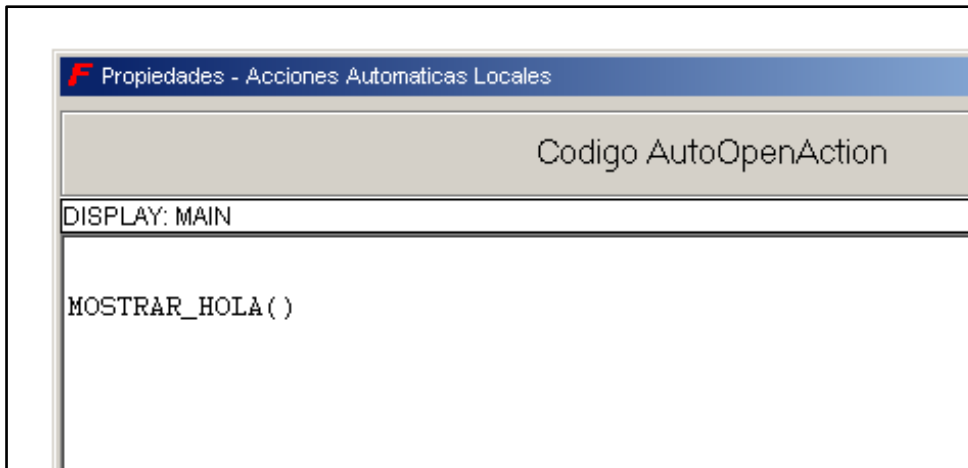 F Propiedades - Acciones Automaticas Locales
Codigo AutoOpenAction
DISPLAY: MAIN
MOSTRAR_HOLA()